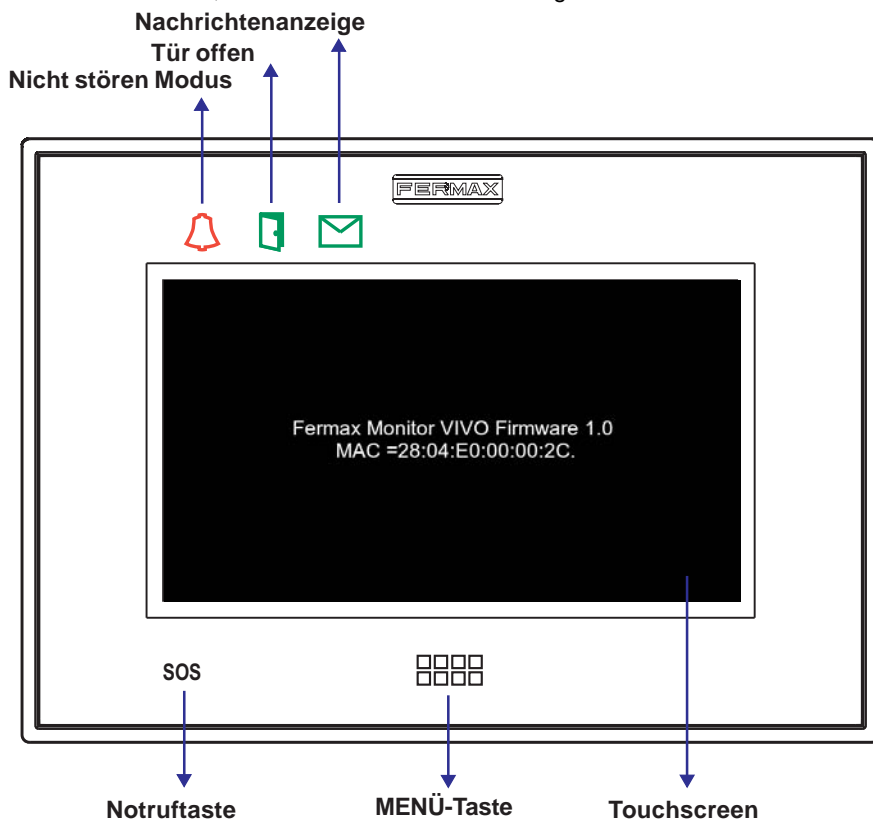 Nachrichtenanzeige
Tür offen
Nicht stören Modus
FERMAX
Fermax Monitor VIVO Firmware 1.0
MAC =28:04:E0:00:00:2C.
SOS
Notruftaste
MENÜ-Taste
Touchscreen